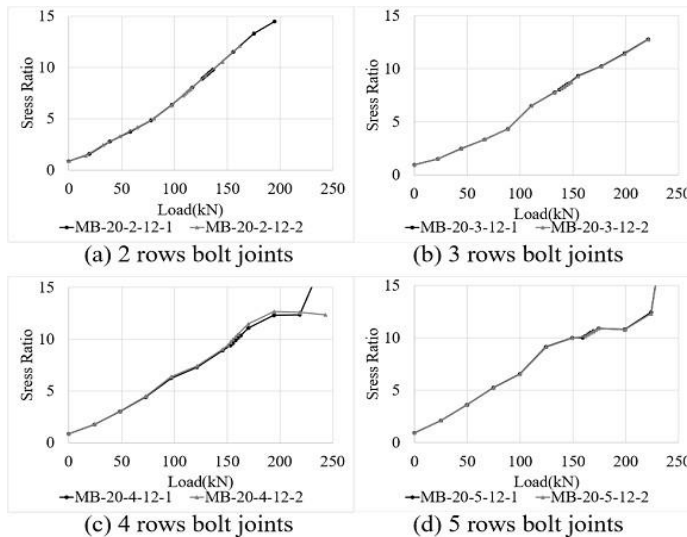 15
10
5
0
Sress Ratio
0 50 100 150 200 250
Load(kN)
MB-20-2-12-1 MB-20-2-12-2
(a) 2 rows bolt joints
15
10
5
0
Sress Ratio
0 50 100 150 200 250
Load(kN)
MB-20-3-12-1 MB-20-3-12-2
(b) 3 rows bolt joints
15
10
5
0
Sress Ratio
0 50 100 150 200 250
Load(kN)
MB-20-4-12-1 MB-20-4-12-2
(c) 4 rows bolt joints
15
10
5
0
Sress Ratio
0 50 100 150 200 250
Load(kN)
MB-20-5-12-1 MB-20-5-12-2
(d) 5 rows bolt joints